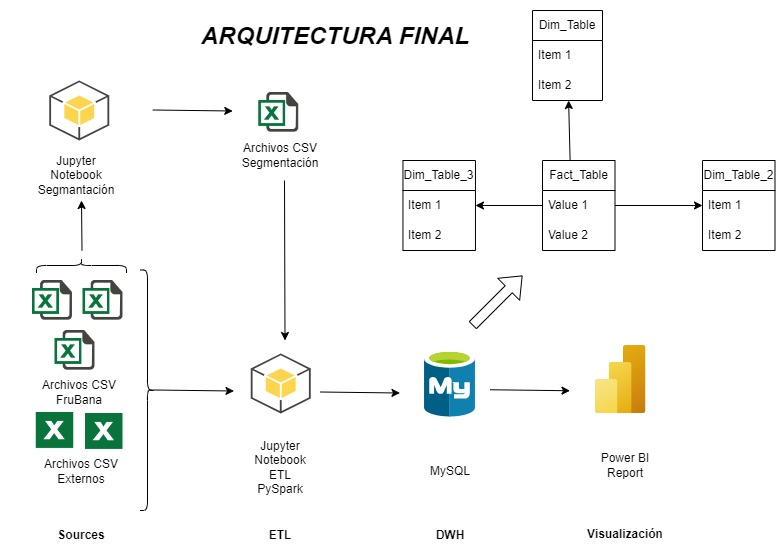 ARQUITECTURA FINAL
Dim_Table
Item 1
Item 2
Jupyter
Notebook
Segmantación
X
Archivos CSV
Segmentación
Dim_Table_3
Item 1
Item 2
Fact_Table
Value 1
Value 2
Dim_Table_2
Item 1
Item 2
X
X
X
Archivos CSV
FruBana
X
X
Archivos CSV
Externos
Jupyter
Notebook
ETL
PySpark
My
MySQL
Power BI
Report
Sources
ETL
DWH
Visualización